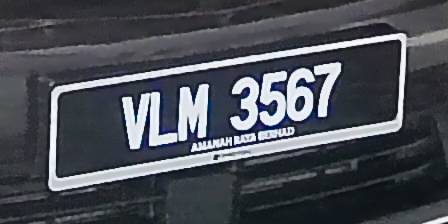 VLM 3567
AMANAH RAYA BERHAD